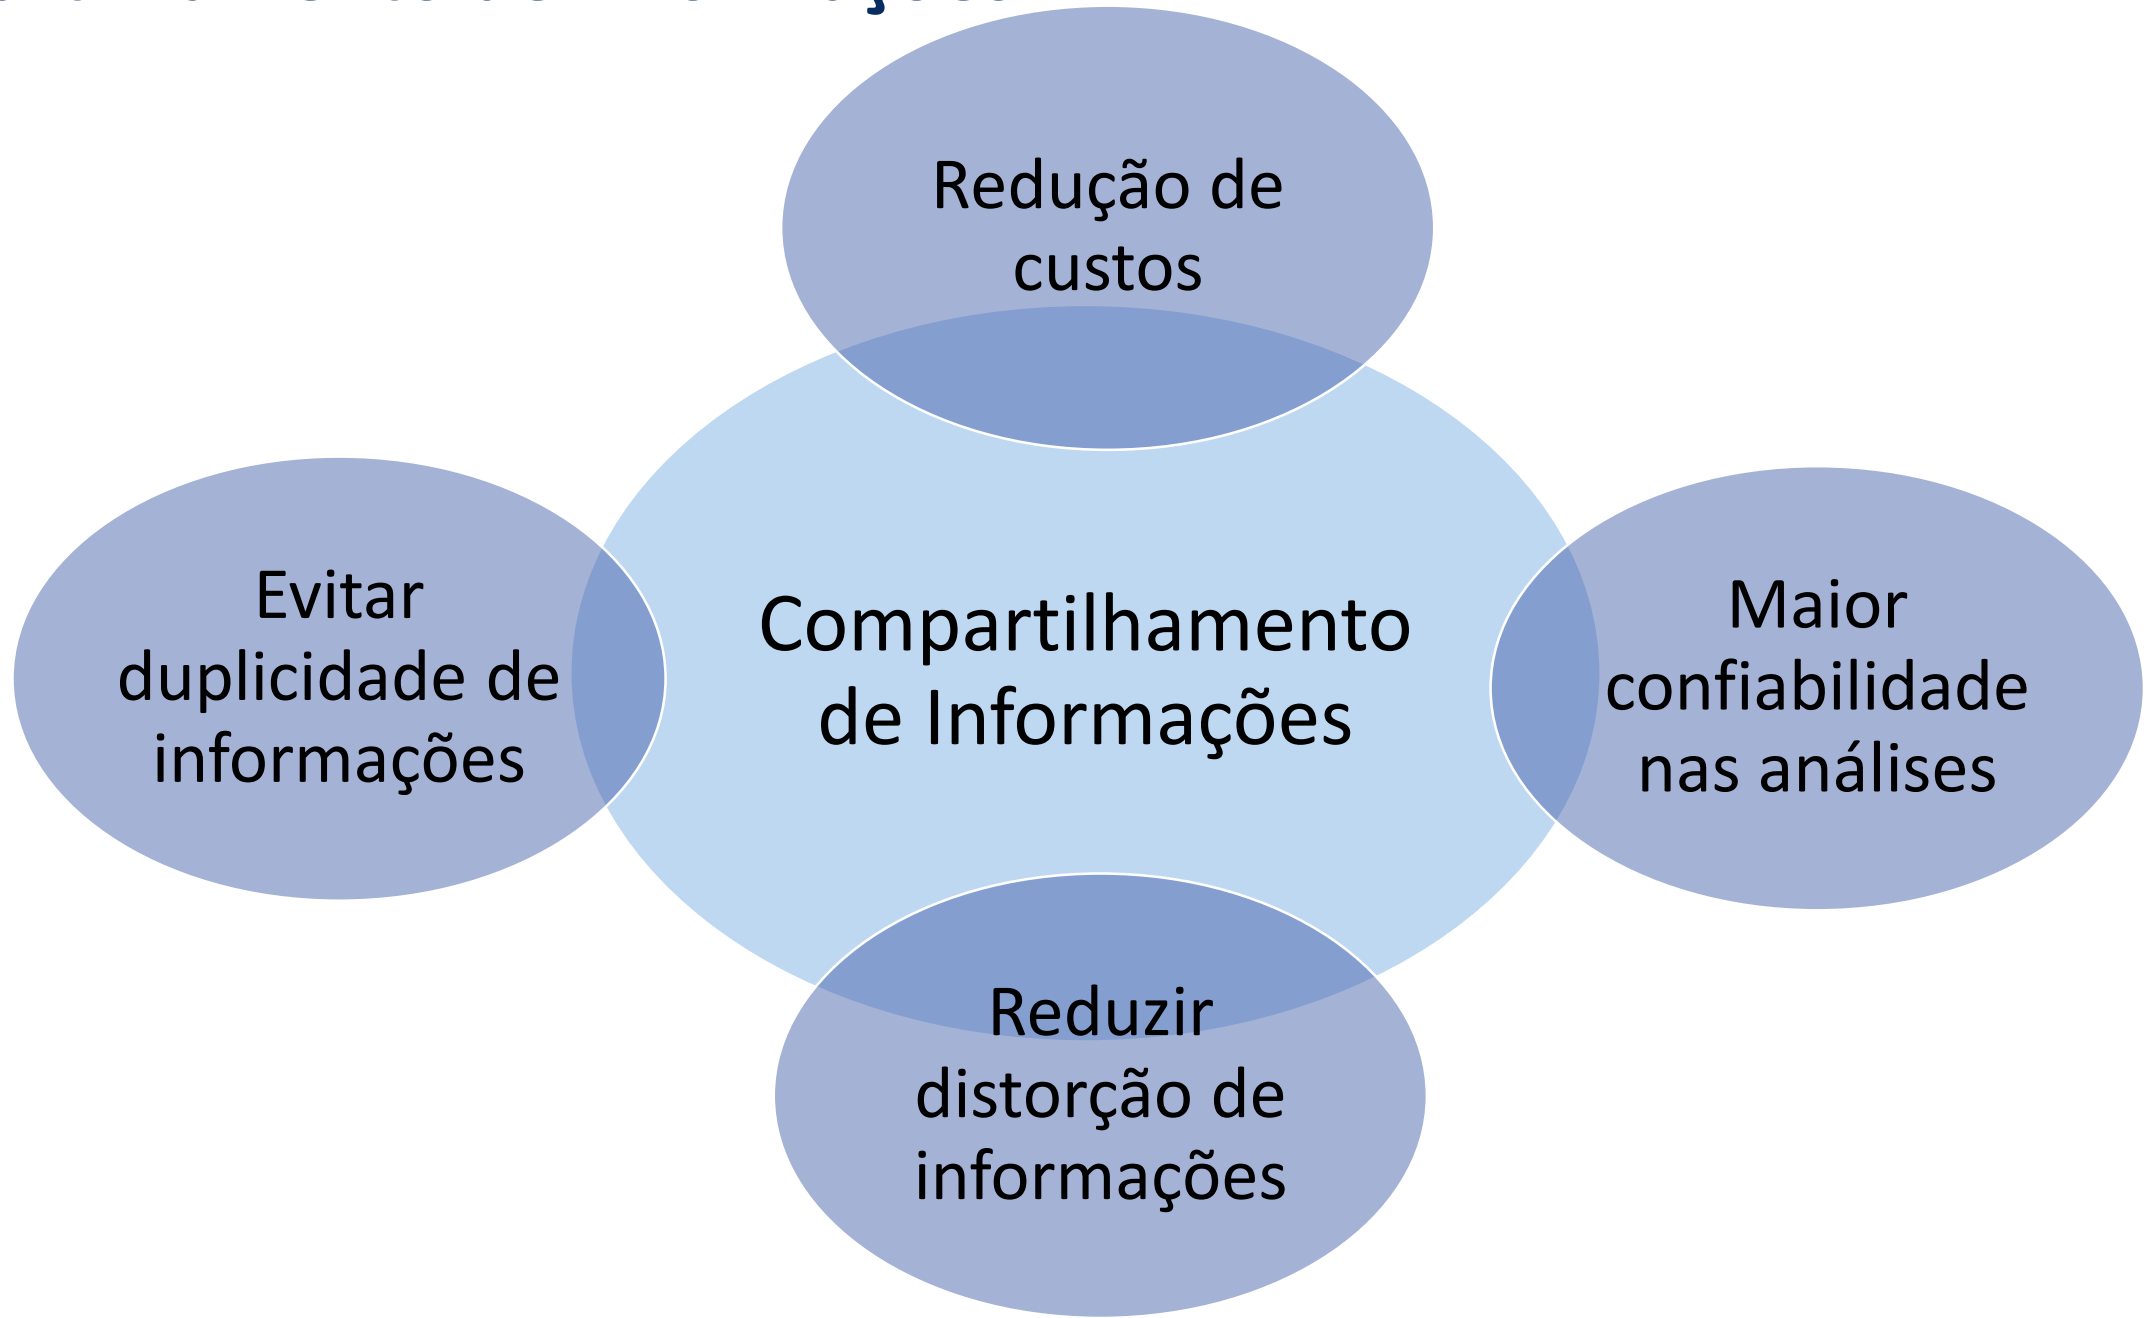 Redução de
custos
Evitar
duplicidade de
informações
Compartilhamento
de Informações
Maior
confiabilidade
nas análises
Reduzir
distorção de
informações